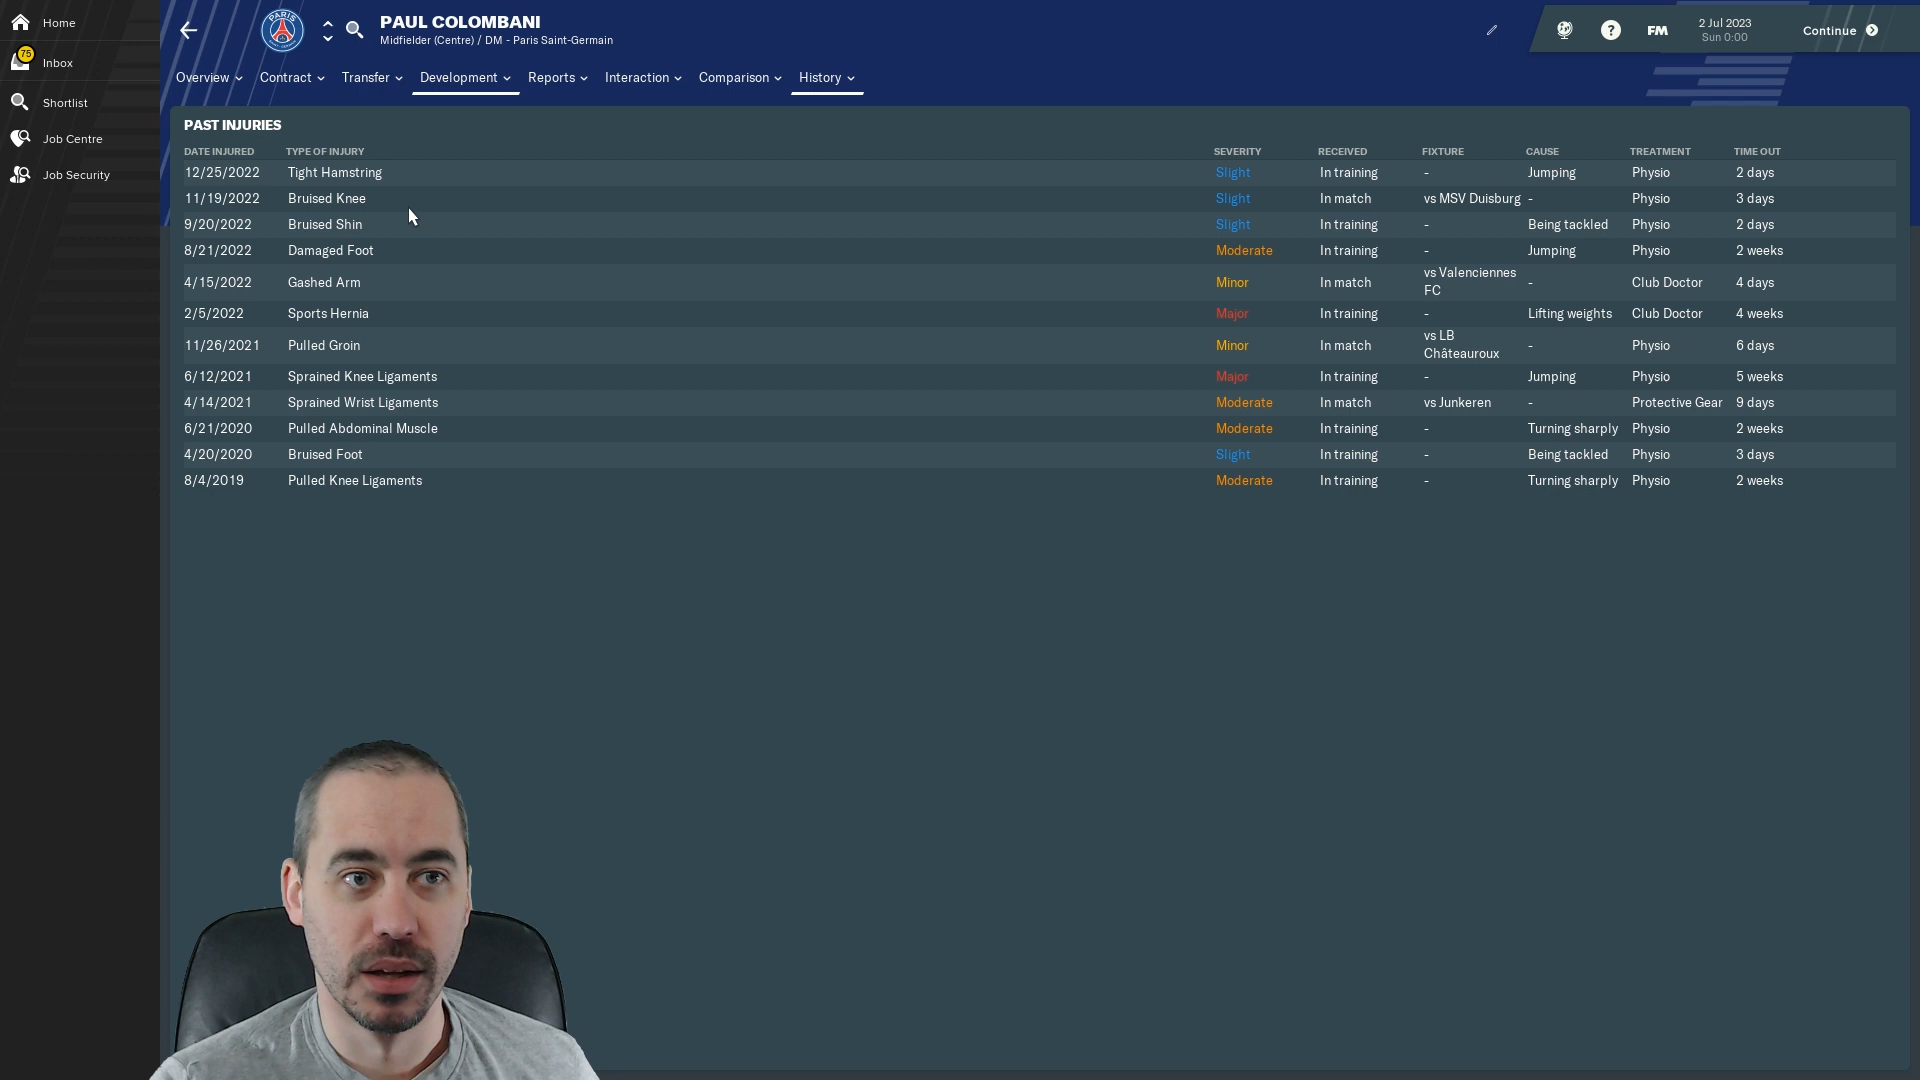 Home
75
Inbox
Shortlist
Job Centre
Job Security
PARIS
PAUL COLOMBANI
Midfielder (Centre) / DM - Paris Saint-Germain
?
FM
2 Jul 2023
Sun 0:00
Continue
Overview Contract Transfer Development Reports Interaction Comparison History
PAST INJURIES
DATE INJURED TYPE OF INJURY SEVERITY RECEIVED FIXTURE CAUSE TREATMENT TIME OUT
12/25/2022 Tight Hamstring Slight In training - Jumping Physio 2 days
11/19/2022 Bruised Knee Slight In match vs MSV Duisburg - Physio 3 days
9/20/2022 Bruised Shin Slight In training - Being tackled Physio 2 days
8/21/2022 Damaged Foot Moderate In training - Jumping Physio 2 weeks
4/15/2022 Gashed Arm Minor In match vs Valenciennes FC - Club Doctor 4 days
2/5/2022 Sports Hernia Major In training - Lifting weights Club Doctor 4 weeks
11/26/2021 Pulled Groin Minor In match vs LB Châteauroux - Physio 6 days
6/12/2021 Sprained Knee Ligaments Major In training - Jumping Physio 5 weeks
4/14/2021 Sprained Wrist Ligaments Moderate In match vs Junkeren - Protective Gear 9 days
6/21/2020 Pulled Abdominal Muscle Moderate In training - Turning sharply Physio 2 weeks
4/20/2020 Bruised Foot Slight In training - Being tackled Physio 3 days
8/4/2019 Pulled Knee Ligaments Moderate In training - Turning sharply Physio 2 weeks